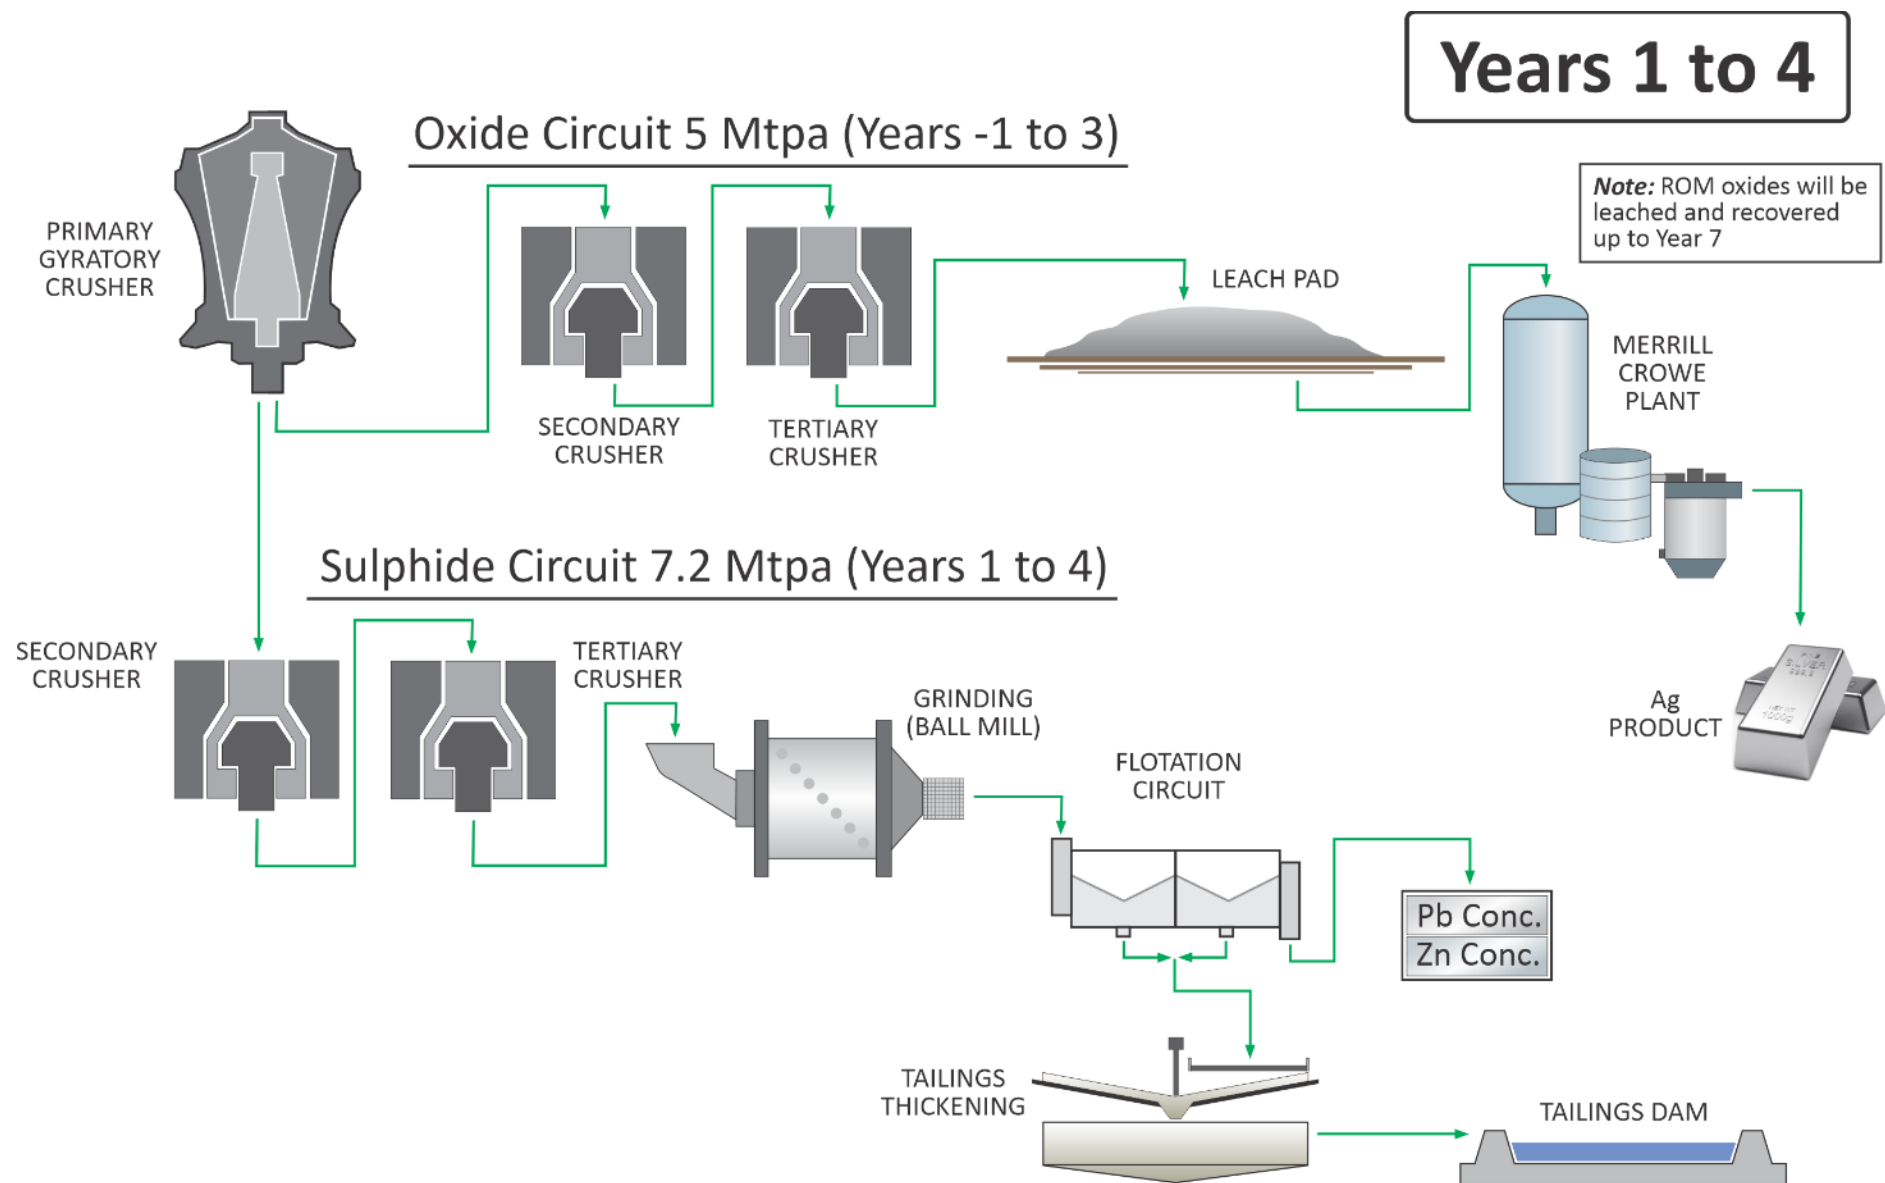 Years 1 to 4
Oxide Circuit 5 Mtpa (Years -1 to 3)
Note: ROM oxides will be
leached and recovered
up to Year 7
PRIMARY
GYRATORY
CRUSHER
LEACH PAD
MERRILL
CROWE
PLANT
SECONDARY
CRUSHER
TERTIARY
CRUSHER
Sulphide Circuit 7.2 Mtpa (Years 1 to 4)
SECONDARY
CRUSHER
TERTIARY
CRUSHER
GRINDING
(BALL MILL)
FLOTATION
CIRCUIT
Ag
PRODUCT
SILVER
1000g
Pb Conc.
Zn Conc.
TAILINGS
THICKENING
TAILINGS DAM